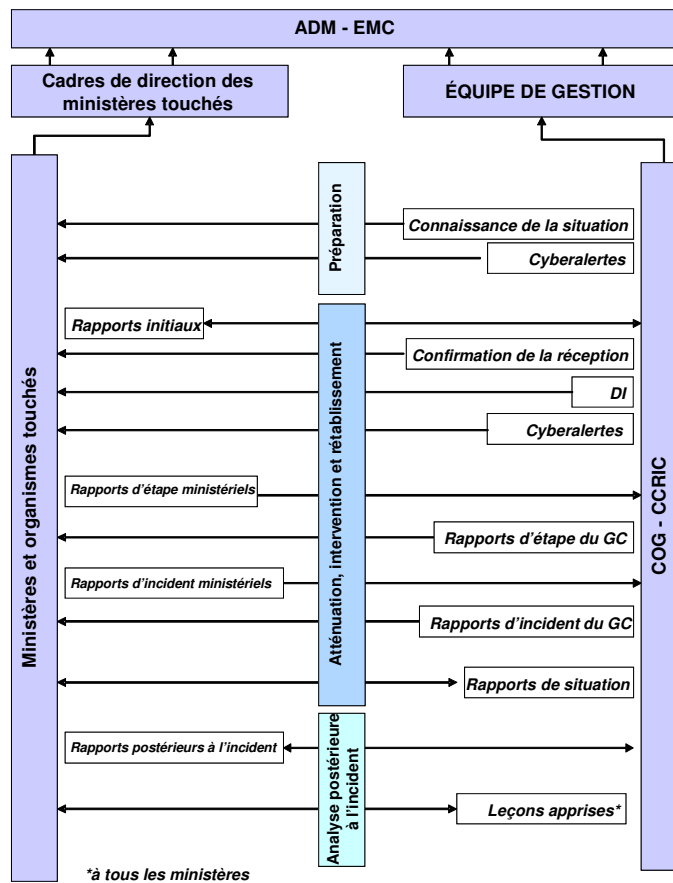 ADM - EMC
Cadres de direction des
ministères touchés
ÉQUIPE DE GESTION
Ministères et organismes touchés
COG - CCRIC
Préparation
Connaissance de la situation
Cyberalertes
Atténuation, intervention et rétablissement
Rapports initiaux
Confirmation de la réception
DI
Cyberalertes
Rapports d'étape ministériels
Rapports d'étape du GC
Rapports d'incident ministériels
Rapports d'incident du GC
Rapports de situation
Analyse postérieure
à l'incident
Rapports postérieurs à l'incident
Leçons apprises*
*à tous les ministères